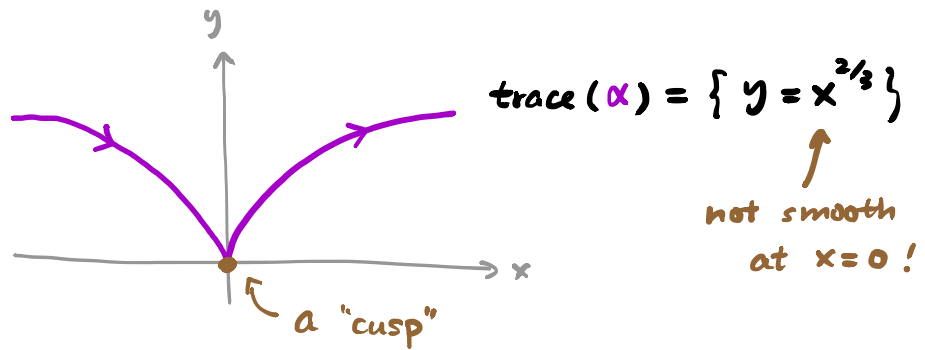 y
trace(α) = { y = x^{2/3} }
not smooth
at x=0 !
x
a "cusp"